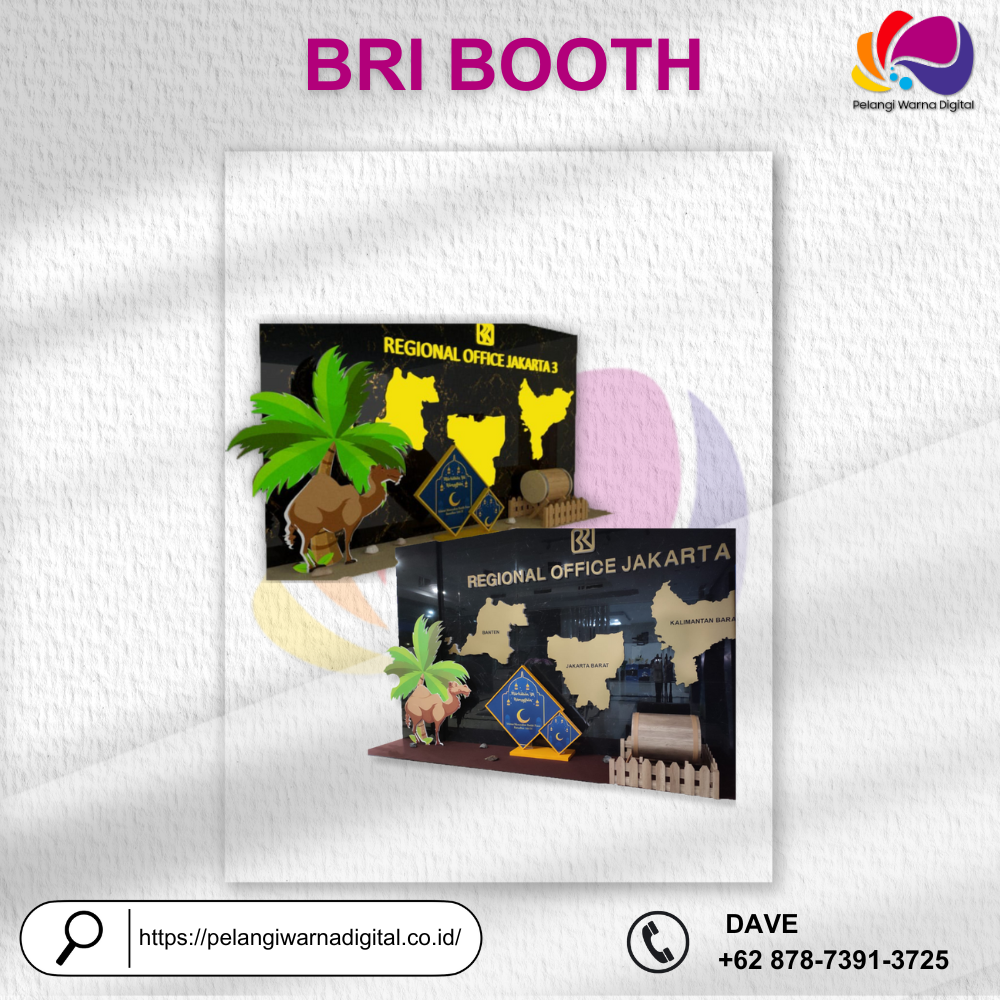 BRI BOOTH
Pelangi Warna Digital
REGIONAL OFFICE JAKARTA 3
REGIONAL OFFICE JAKARTA
BANTEN
JAKARTA BARAT
KALIMANTAN BARA
https://pelangiwarnadigital.co.id/
DAVE
+62 878-7391-3725